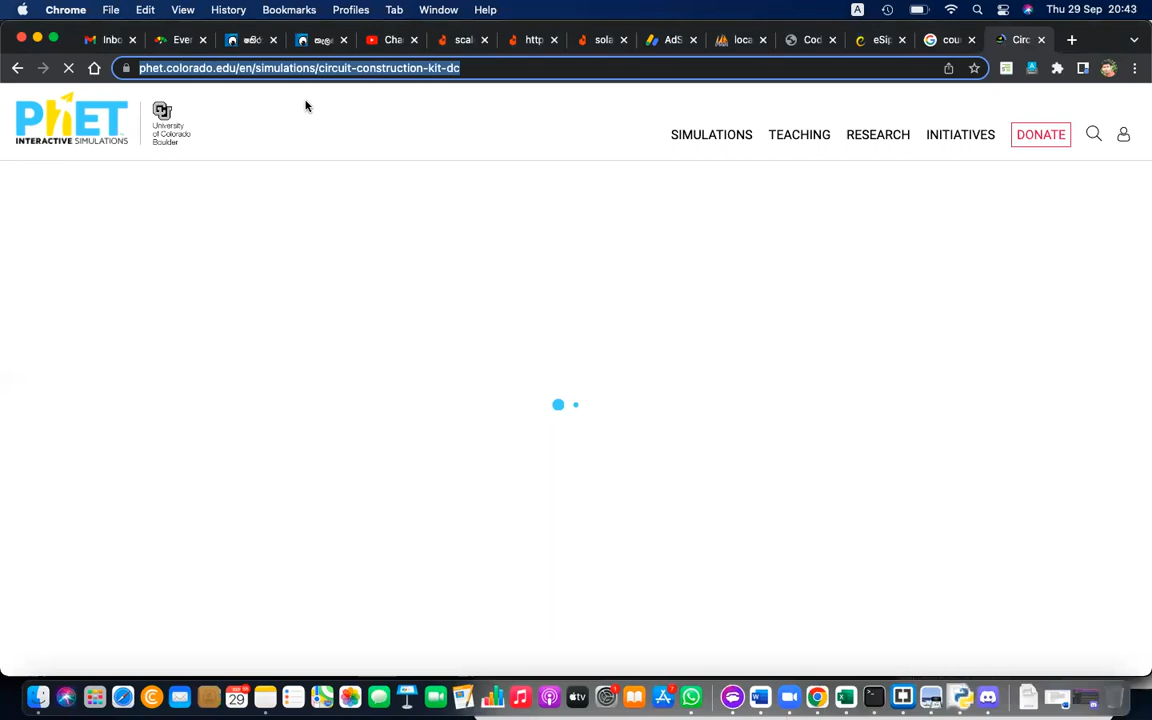 Chrome File Edit View History Bookmarks Profiles Tab Window Help A Thu 29 Sep 20:43
Inbo Ever Cha scal http sola AdS loca Cod eSip cou Circ
phet.colorado.edu/en/simulations/circuit-construction-kit-dc
PhET
INTERACTIVE SIMULATIONS
University
of Colorado
Boulder
SIMULATIONS TEACHING RESEARCH INITIATIVES DONATE